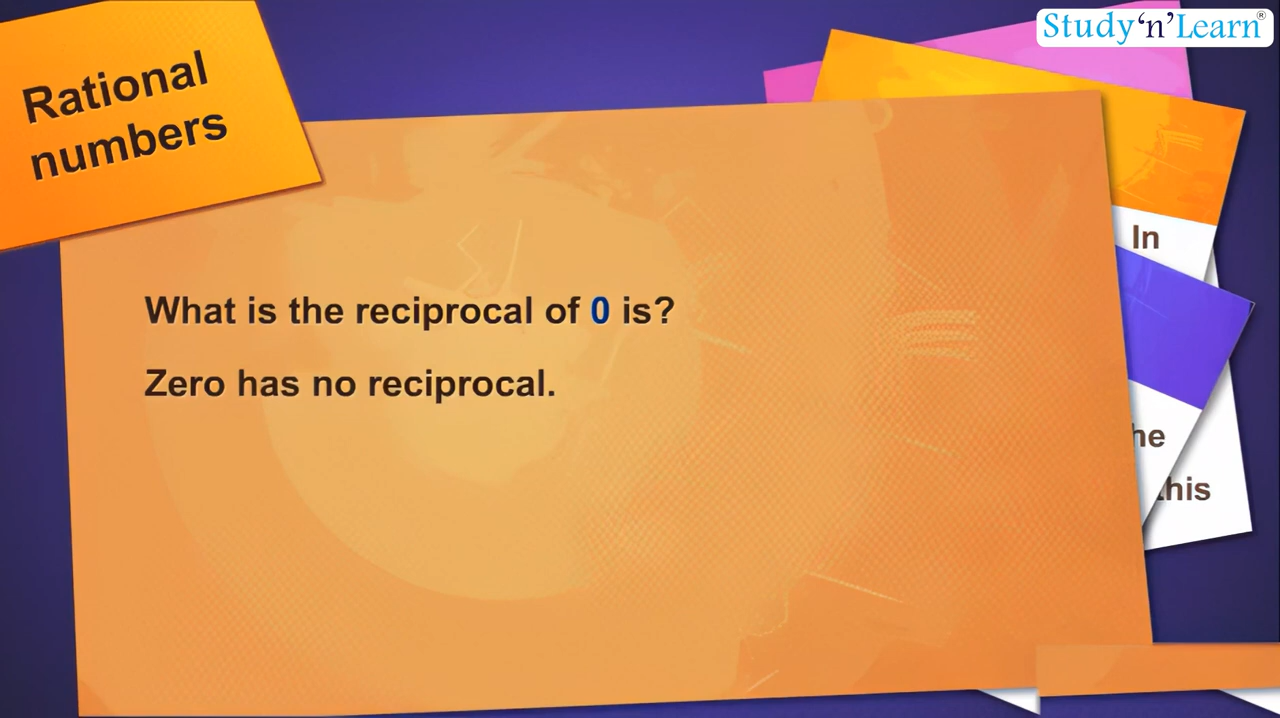 Study‘n’Learn®
Rational
numbers
What is the reciprocal of 0 is?
Zero has no reciprocal.
In
he
this